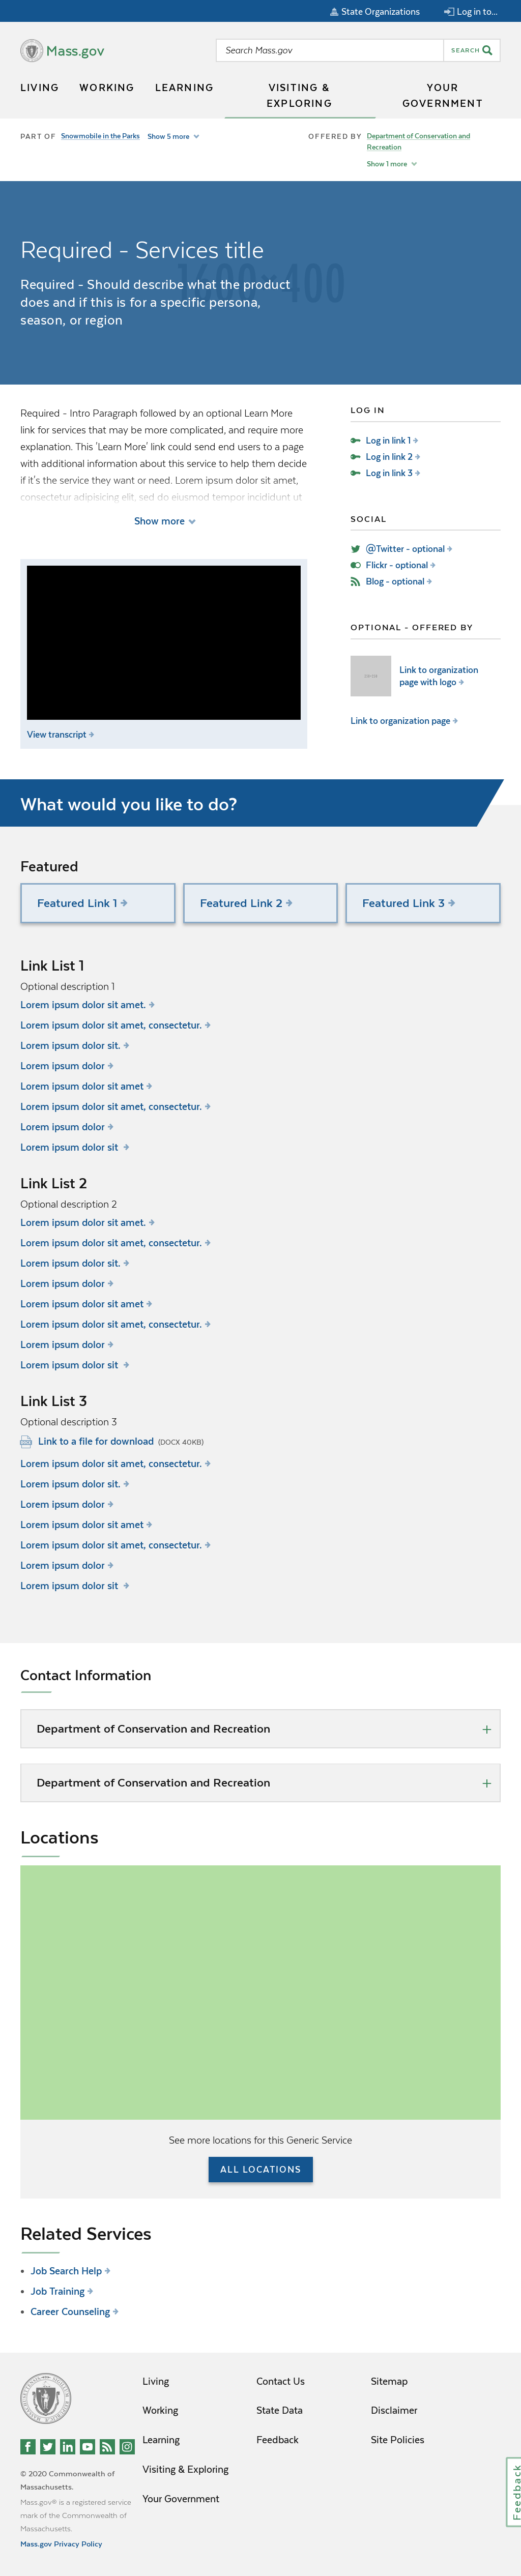 State Organizations Log in to...
Mass.gov
Search Mass.gov
SEARCH
LIVING WORKING LEARNING VISITING & EXPLORING YOUR GOVERNMENT
PART OF Snowmobile in the Parks Show 5 more
OFFERED BY Department of Conservation and
Recreation
Show 1 more
1600×400
Required - Services title
Required - Should describe what the product
does and if this is for a specific persona,
season, or region
Required - Intro Paragraph followed by an optional Learn More
link for services that may be more complicated, and require more
explanation. This 'Learn More' link could send end users to a page
with additional information about this service to help them decide
if it's the service they want or need. Lorem ipsum dolor sit amet,
consectetur adipisicing elit, sed do eiusmod tempor incididunt ut
Show more
View transcript
LOG IN
Log in link 1
Log in link 2
Log in link 3
SOCIAL
@Twitter - optional
Flickr - optional
Blog - optional
OPTIONAL - OFFERED BY
Link to organization
page with logo
Link to organization page
What would you like to do?
Featured
Featured Link 1
Featured Link 2
Featured Link 3
Link List 1
Optional description 1
Lorem ipsum dolor sit amet.
Lorem ipsum dolor sit amet, consectetur.
Lorem ipsum dolor sit.
Lorem ipsum dolor
Lorem ipsum dolor sit amet
Lorem ipsum dolor sit amet, consectetur.
Lorem ipsum dolor
Lorem ipsum dolor sit
Link List 2
Optional description 2
Lorem ipsum dolor sit amet.
Lorem ipsum dolor sit amet, consectetur.
Lorem ipsum dolor sit.
Lorem ipsum dolor
Lorem ipsum dolor sit amet
Lorem ipsum dolor sit amet, consectetur.
Lorem ipsum dolor
Lorem ipsum dolor sit
Link List 3
Optional description 3
Link to a file for download (DOCX 40KB)
Lorem ipsum dolor sit amet, consectetur.
Lorem ipsum dolor sit.
Lorem ipsum dolor
Lorem ipsum dolor sit amet
Lorem ipsum dolor sit amet, consectetur.
Lorem ipsum dolor
Lorem ipsum dolor sit
Contact Information
Department of Conservation and Recreation
Department of Conservation and Recreation
Locations
See more locations for this Generic Service
ALL LOCATIONS
Related Services
Job Search Help
Job Training
Career Counseling
Living
Working
Learning
Visiting & Exploring
Your Government
Contact Us
State Data
Feedback
Sitemap
Disclaimer
Site Policies
© 2020 Commonwealth of
Massachusetts.
Mass.gov® is a registered service
mark of the Commonwealth of
Massachusetts.
Mass.gov Privacy Policy
Feedback